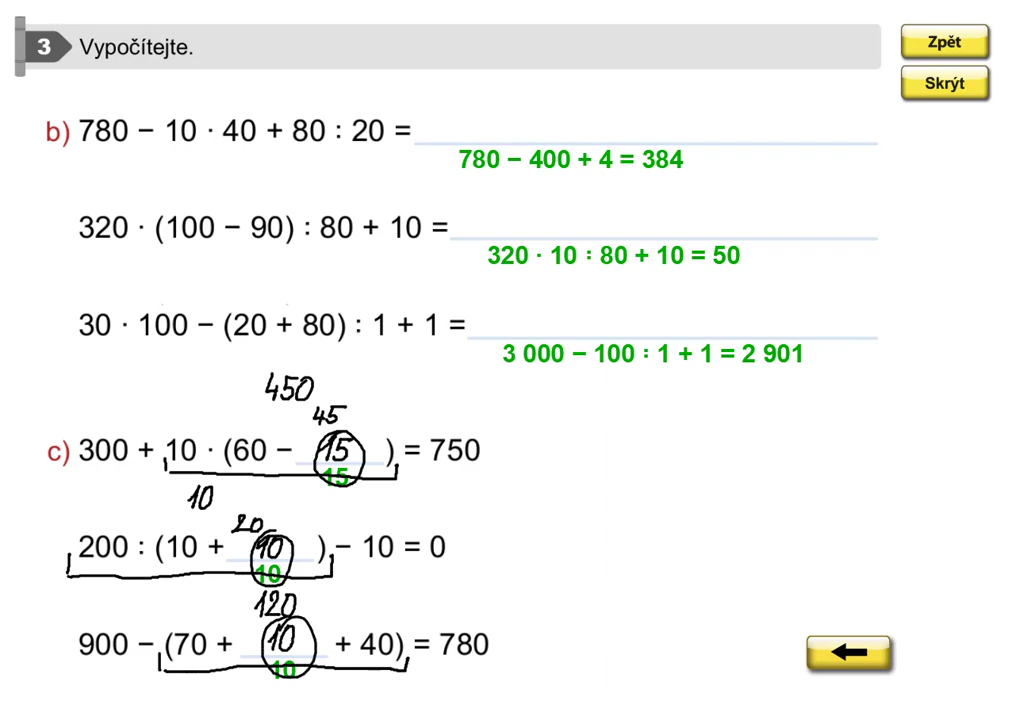 3 Vypočítejte.
Zpět
Skrýt
b) 780 − 10 · 40 + 80 : 20 =
780 − 400 + 4 = 384
320 · (100 − 90) : 80 + 10 =
320 · 10 : 80 + 10 = 50
30 · 100 − (20 + 80) : 1 + 1 =
3 000 − 100 : 1 + 1 = 2 901
450
45
c) 300 + 10 · (60 − 15 ) = 750
15
10
20
200 : (10 + 10 ) − 10 = 0
10
120
900 − (70 + 10 + 40) = 780
10